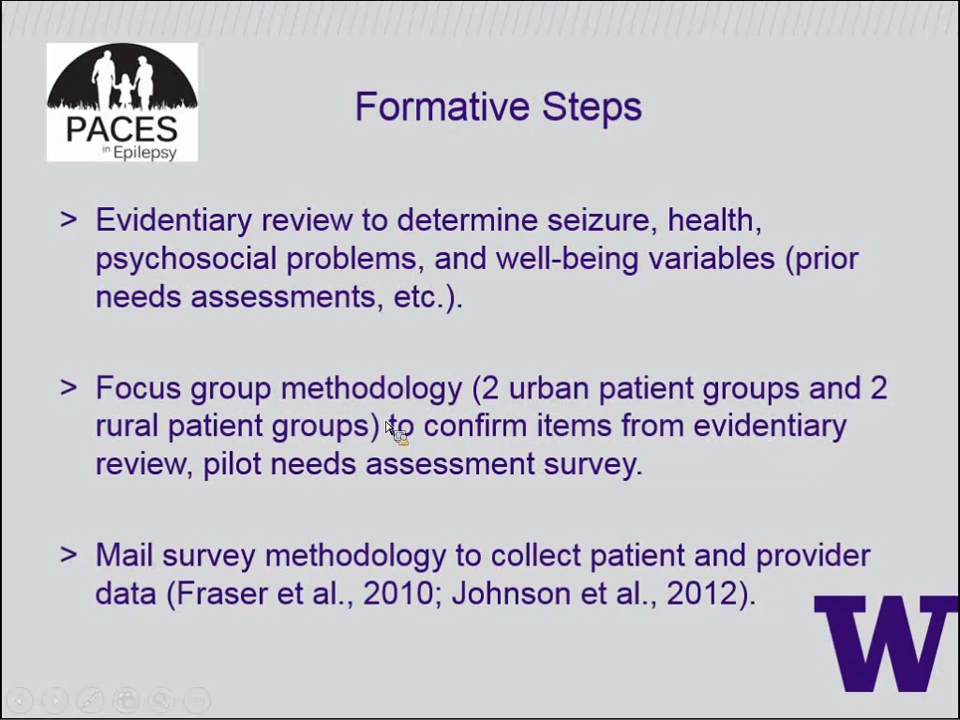 PACES
in Epilepsy
Formative Steps
> Evidentiary review to determine seizure, health,
psychosocial problems, and well-being variables (prior
needs assessments, etc.).
> Focus group methodology (2 urban patient groups and 2
rural patient groups) to confirm items from evidentiary
review, pilot needs assessment survey.
> Mail survey methodology to collect patient and provider
data (Fraser et al., 2010; Johnson et al., 2012).
W